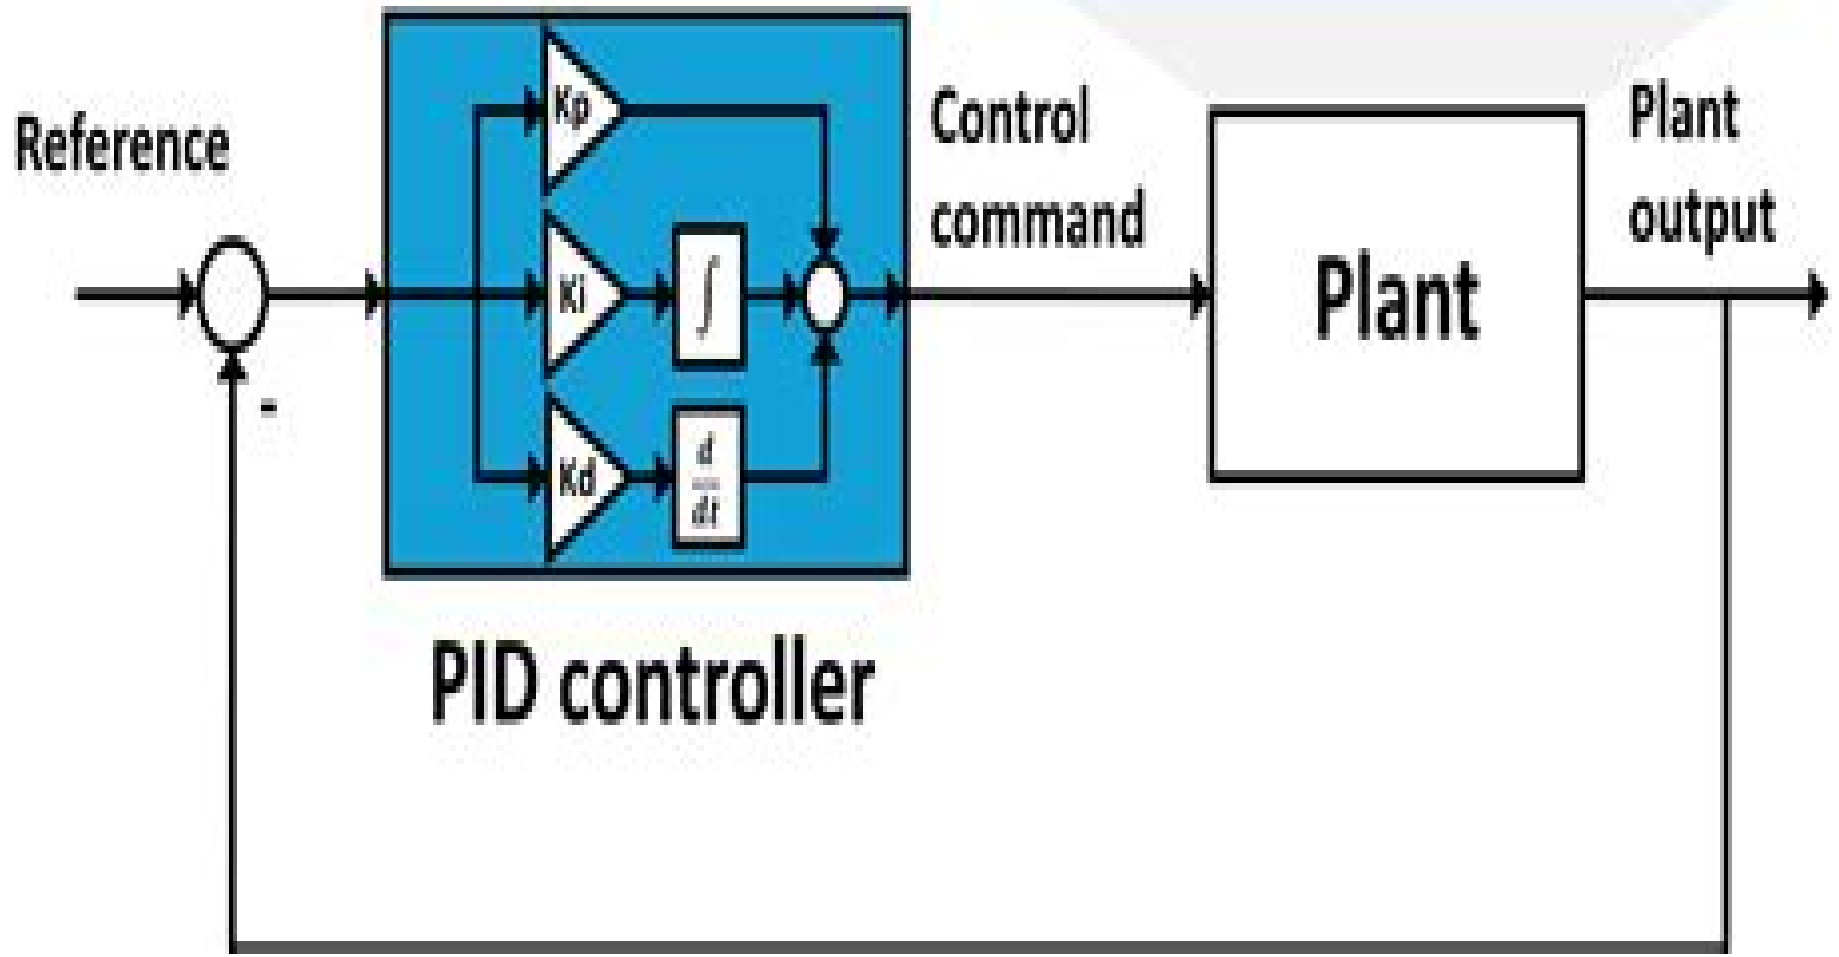 Reference
-
Kp
Ki
∫
Kd
d
dt
PID controller
Control
command
Plant
Plant
output